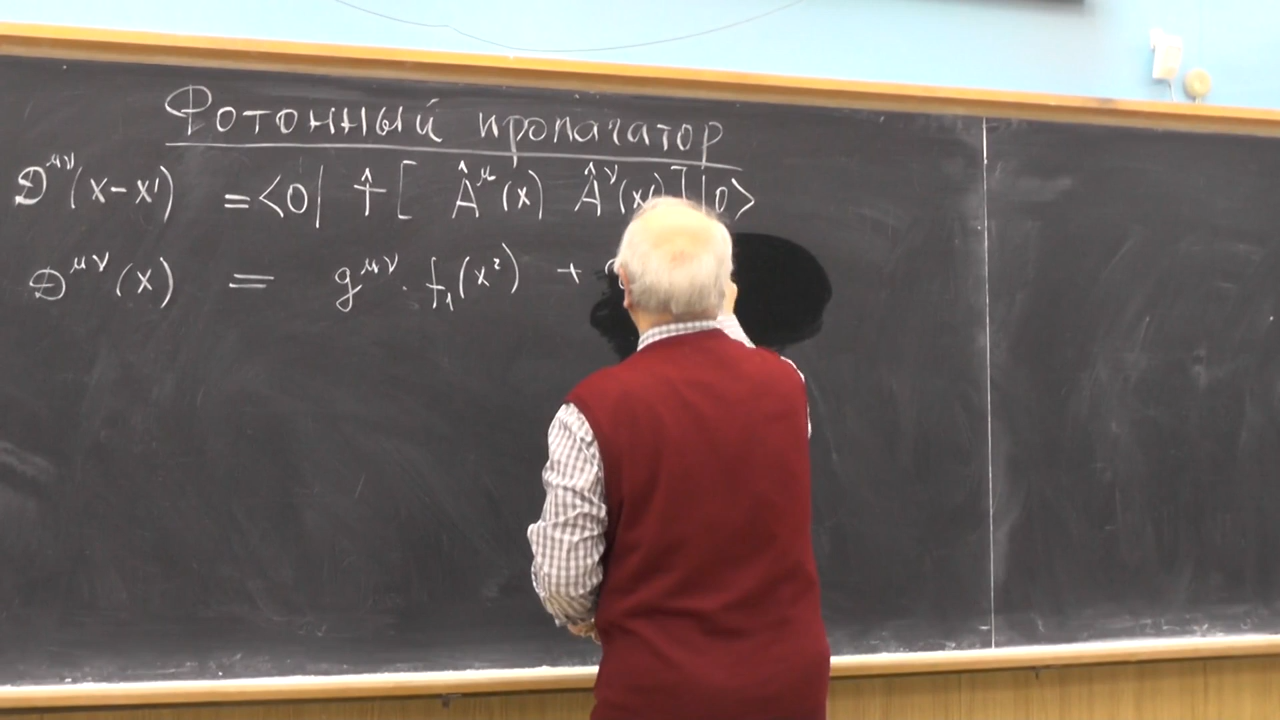 Фотонный пропагатор
D^μν(x-x') = <0| T̂ [ Â^μ(x) Â^ν(x')]|0>
D^μν(x) = g^μν · f₁(x²) +